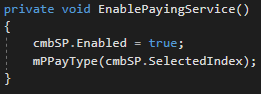 private void EnablePayingService()
{
    cmbSP.Enabled = true;
    mPPayType(cmbSP.SelectedIndex);
}